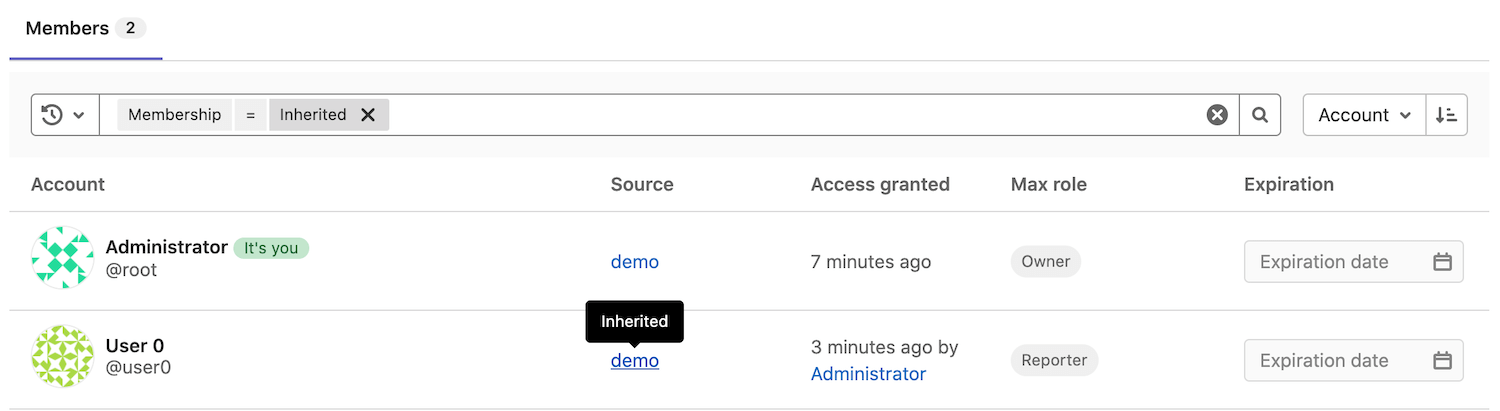 Members 2
Membership = Inherited
Account
Account Source Access granted Max role Expiration
Administrator It's you
@root
demo
7 minutes ago
Owner
Expiration date
Inherited
User 0
@user0
demo
3 minutes ago by
Administrator
Reporter
Expiration date